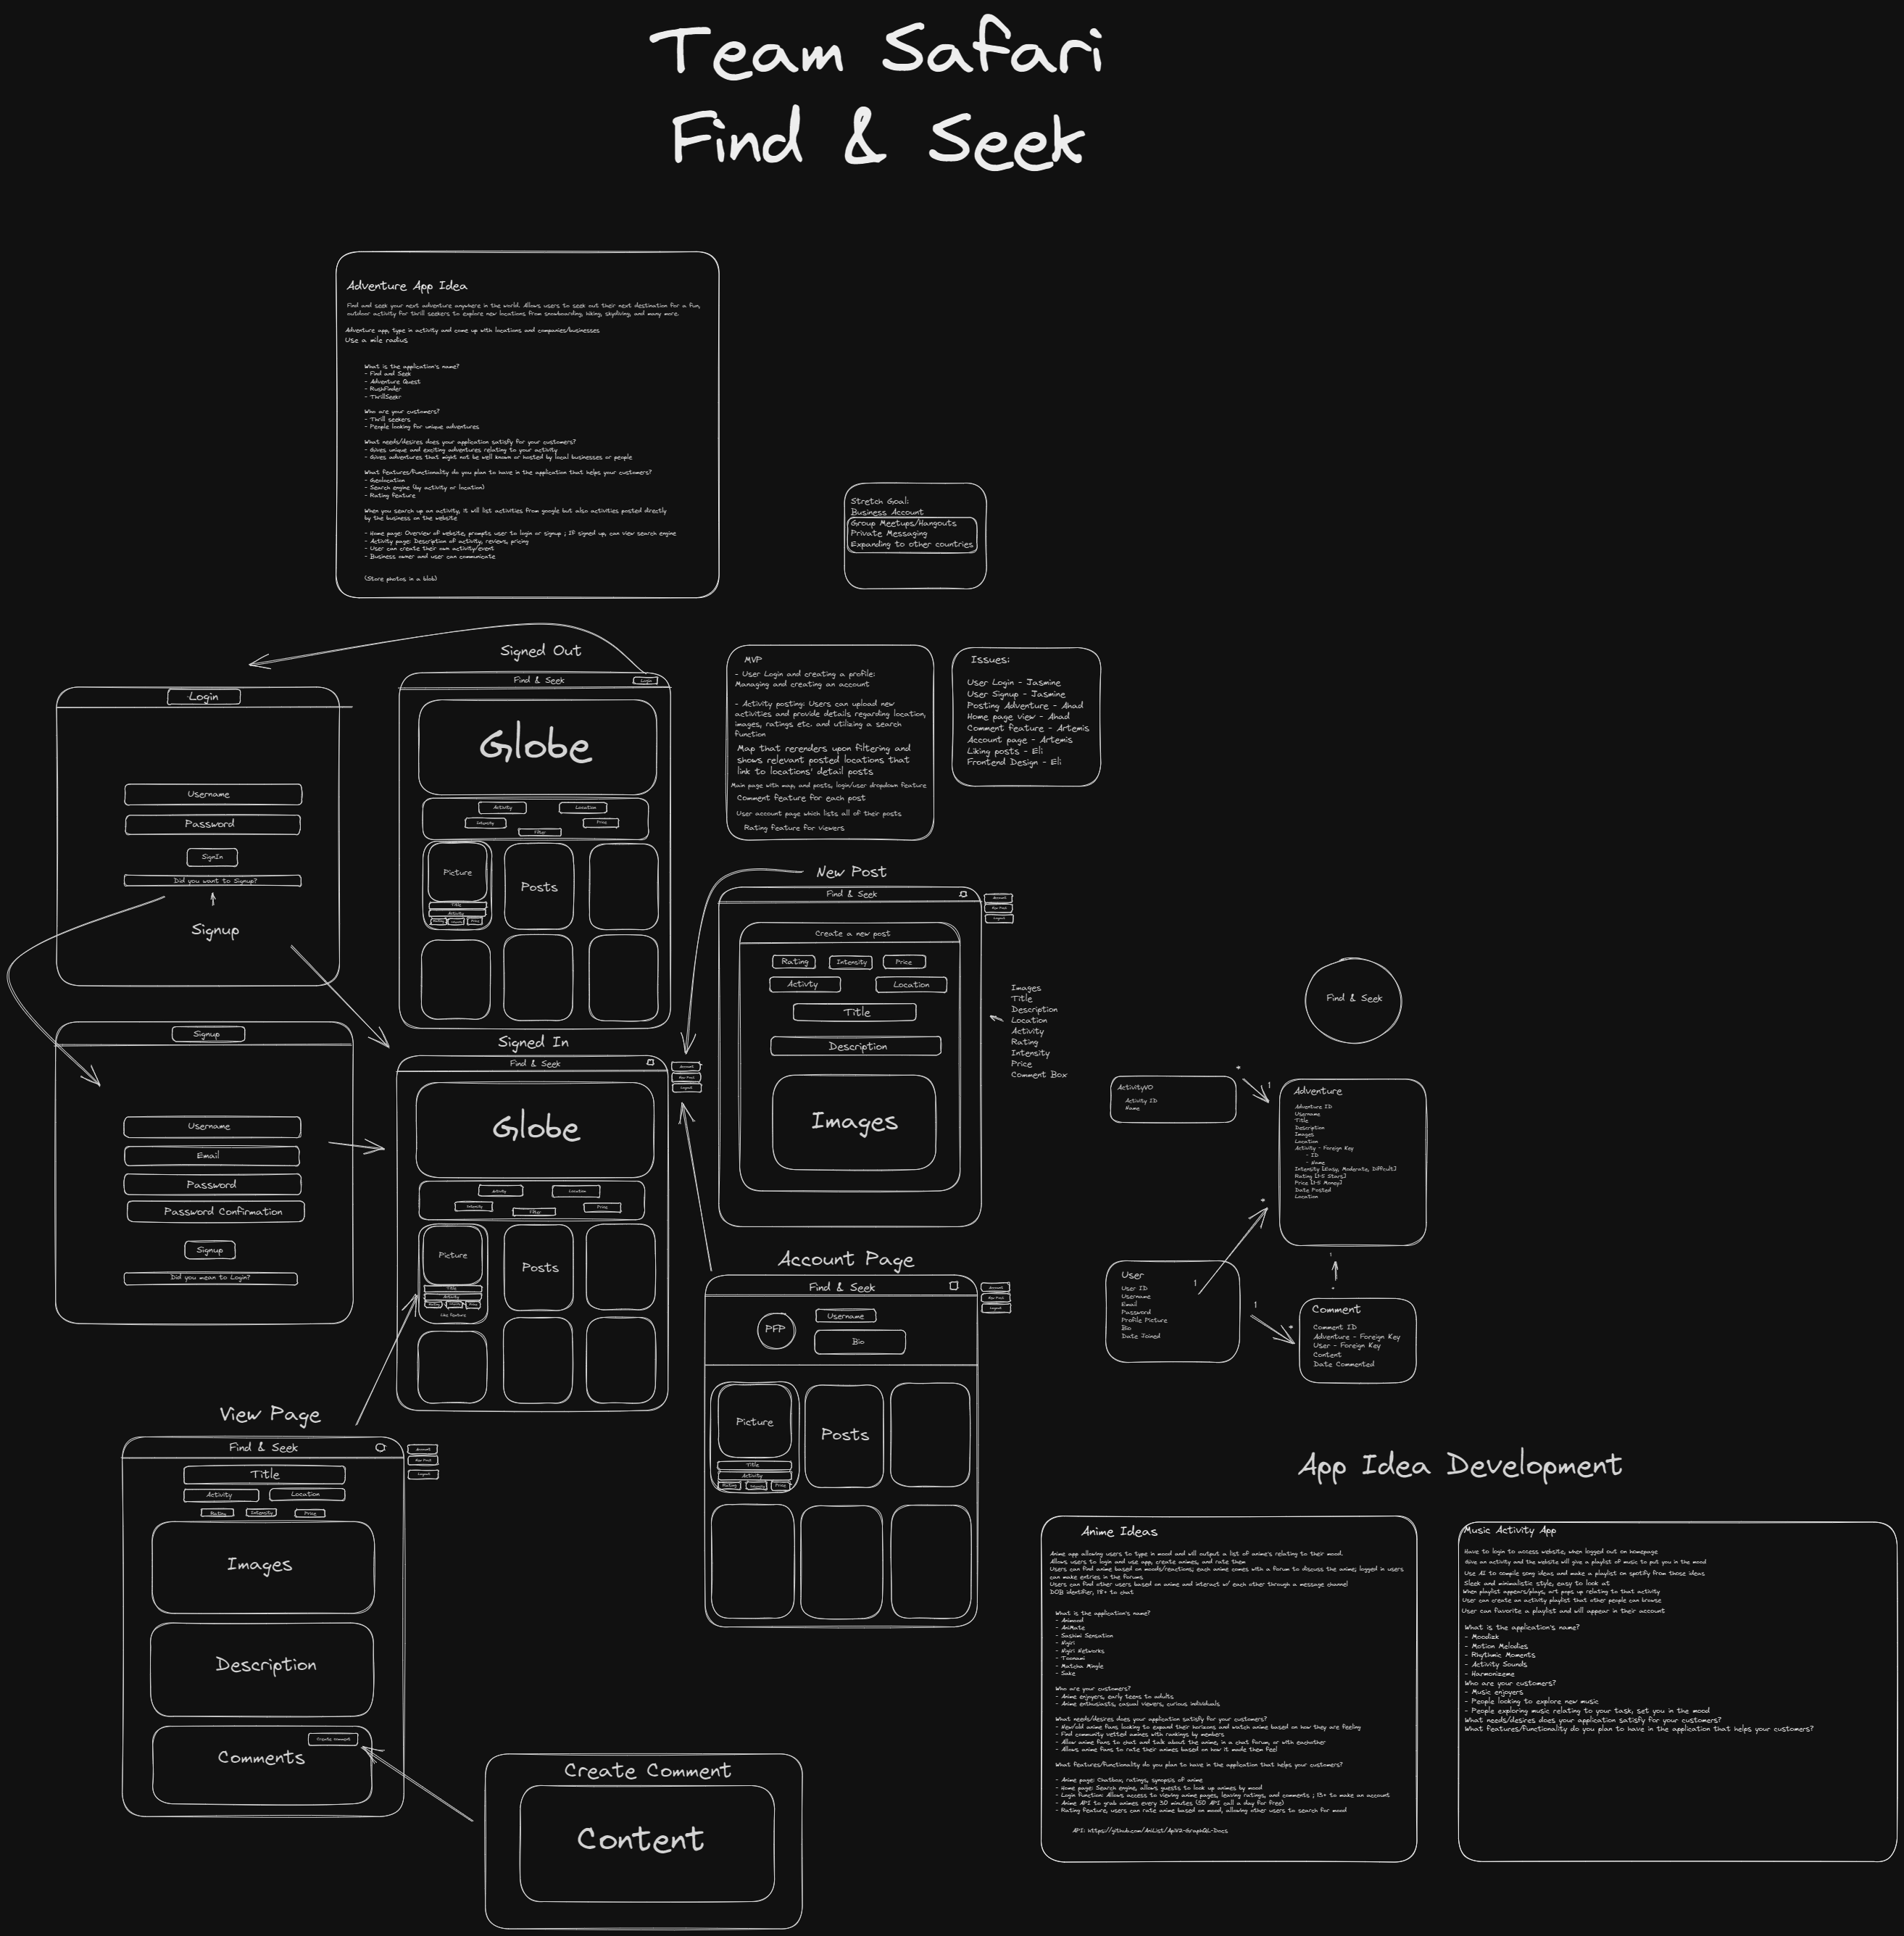 Team Safari
Find & Seek
Adventure App Idea
Find and seek your next adventure anywhere in the world. Allows users to seek out their next destination for a fun,
outdoor activity for thrill seekers to explore new locations from snowboarding, hiking, skydiving, and many more.
Adventure app, type in activity and come up with locations and companies/businesses
Use a mile radius
What is the application's name?
- Find and Seek
- Adventure Quest
- RushFinder
- ThrillSeekr
Who are your customers?
- Thrill seekers
- People looking for unique adventures
What needs/desires does your application satisfy for your customers?
- Gives unique and exciting adventures relating to your activity
- Gives adventures that might not be well known or hosted by local businesses or people
What features/functionality do you plan to have in the application that helps your customers?
- Geolocation
- Search engine (by activity or location)
- Rating feature
When you search up an activity, it will list activities from google but also activities posted directly
by the business on the website
- Home page: Overview of website, prompts user to login or signup ; If signed up, can view search engine
- Activity page: Description of activity, reviews, pricing
- User can create their own activity/event
- Business owner and user can communicate
(Store photos in a blob)
Stretch Goal:
Business Account
Group Meetups/Hangouts
Private Messaging
Expanding to other countries
Signed Out
Find & Seek
Login
Globe
Activity
Location
Intensity
Price
Filter
Picture
Title
Activity
Rating
Intensity
Price
Posts
Login
Username
Password
SignIn
Did you want to Signup?
Signup
MVP
- User Login and creating a profile:
Managing and creating an account
- Activity posting: Users can upload new
activities and provide details regarding location,
images, ratings etc. and utilizing a search
function
Map that rerenders upon filtering and
shows relevant posted locations that
link to locations' detail posts
Main page with map, and posts, login/user dropdown feature
Comment feature for each post
User account page which lists all of their posts
Rating feature for viewers
Issues:
User Login - Jasmine
User Signup - Jasmine
Posting Adventure - Ahad
Home page view - Ahad
Comment feature - Artemis
Account page - Artemis
Liking posts - Eli
Frontend Design - Eli
Signup
Username
Email
Password
Password Confirmation
Signup
Did you mean to Login?
Signed In
Find & Seek
Account
New Post
Logout
Globe
Activity
Location
Intensity
Price
Filter
Picture
Title
Activity
Rating
Intensity
Price
Like feature
Posts
New Post
Find & Seek
Account
New Post
Logout
Create a new post
Rating
Intensity
Price
Activty
Location
Title
Description
Images
Images
Title
Description
Location
Activity
Rating
Intensity
Price
Comment Box
Find & Seek
ActivityVO
Activity ID
Name
*
1
Adventure
Adventure ID
Username
Title
Description
Images
Location
Activity - Foreign Key
- ID
- Name
Intensity [Easy, Moderate, Difficult]
Rating [1-5 Stars]
Price [1-5 Money]
Date Posted
Location
*
1
User
User ID
Username
Email
Password
Profile Picture
Bio
Date Joined
1
*
1
*
Comment
Comment ID
Adventure - Foreign Key
User - Foreign Key
Content
Date Commented
Account Page
Find & Seek
Account
New Post
Logout
PFP
Username
Bio
Picture
Title
Activity
Rating
Intensity
Price
Posts
View Page
Find & Seek
Account
New Post
Logout
Title
Activity
Location
Rating
Intensity
Price
Images
Description
Comments
Create comment
Create Comment
Content
App Idea Development
Anime Ideas
Anime app allowing users to type in mood and will output a list of anime's relating to their mood.
Allows users to login and use app, create animes, and rate them
Users can find anime based on moods/reactions; each anime comes with a forum to discuss the anime; logged in users
can make entries in the forums
Users can find other users based on anime and interact w/ each other through a message channel
DOB identifier, 18+ to chat
What is the application's name?
- Animood
- AniMate
- Sashimi Sensation
- Nigiri
- Nigiri Networks
- Toonami
- Matcha Mingle
- Sake
Who are your customers?
- Anime enjoyers, early teens to adults
- Anime enthusiasts, casual viewers, curious individuals
What needs/desires does your application satisfy for your customers?
- New/old anime fans looking to expand their horizons and watch anime based on how they are feeling
- Find community vetted animes with rankings by members
- Allow anime fans to chat and talk about the anime, in a chat forum, or with eachother
- Allows anime fans to rate their animes based on how it made them feel
What features/functionality do you plan to have in the application that helps your customers?
- Anime page: Chatbox, ratings, synopsis of anime
- Home page: Search engine, allows guests to look up animes by mood
- Login function: Allows access to viewing anime pages, leaving ratings, and comments ; 13+ to make an account
- Anime API to grab animes every 30 minutes (50 API call a day for free)
- Rating feature, users can rate anime based on mood, allowing other users to search for mood
API: https://github.com/AniList/ApiV2-GraphQL-Docs
Music Activity App
Have to login to access website, when logged out on homepage
Give an activity and the website will give a playlist of music to put you in the mood
Use AI to compile song ideas and make a playlist on spotify from those ideas
Sleek and minimalistic style, easy to look at
When playlist appears/plays, art pops up relating to that activity
User can create an activity playlist that other people can browse
User can favorite a playlist and will appear in their account
What is the application's name?
- Moodizk
- Motion Melodies
- Rhythmic Moments
- Activity Sounds
- Harmonizeme
Who are your customers?
- Music enjoyers
- People looking to explore new music
- People exploring music relating to your task, set you in the mood
What needs/desires does your application satisfy for your customers?
What features/functionality do you plan to have in the application that helps your customers?